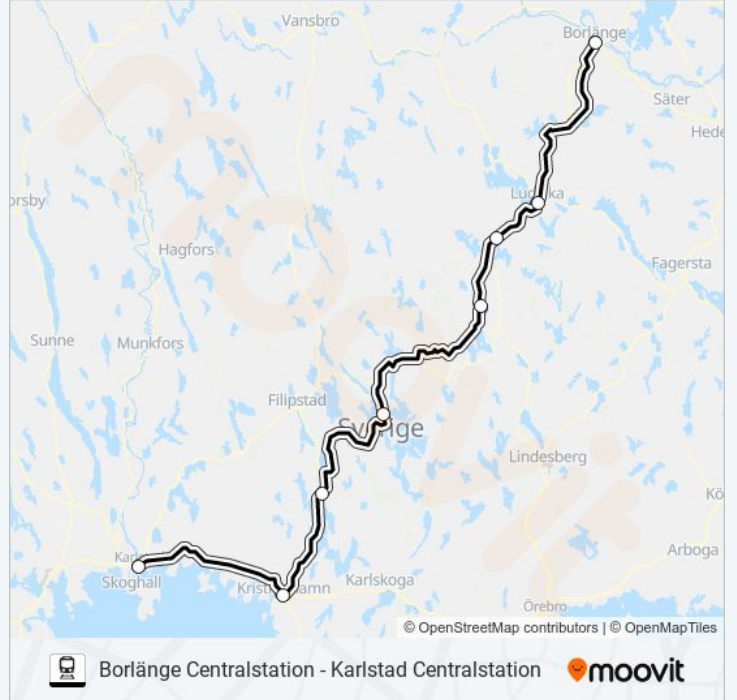 Vansbro
Borlänge
Säter
Hede
orsby
Hagfors
Fagersta
Sunne
Munkfors
Filipstad
Sverige
Lindesberg
Kö
Arboga
Skoghall
Karlskoga
Örebro
© OpenStreetMap contributors | © OpenMapTiles
Borlänge Centralstation - Karlstad Centralstation
moovit